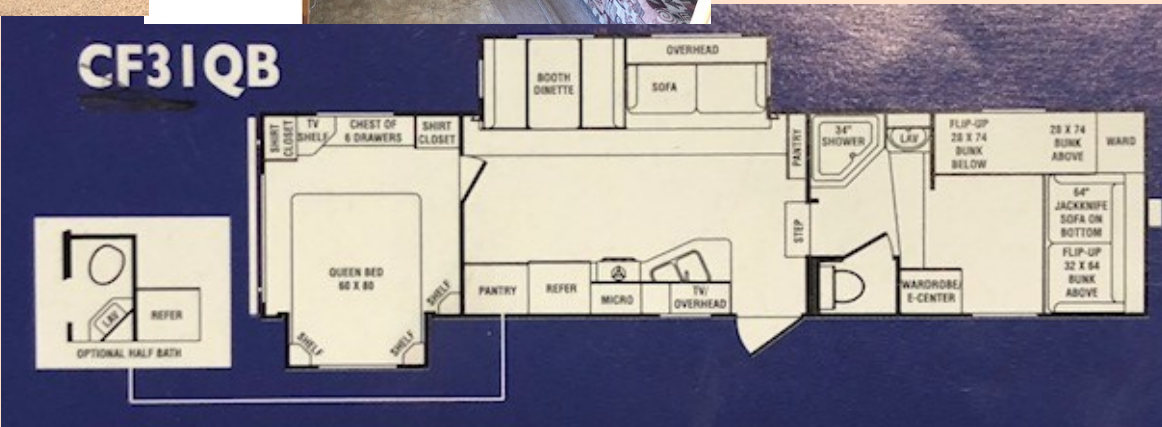 CF31QB
OVERHEAD
BOOTH
DINETTE
SOFA
SHIRT
CLOSET
TV
SHELF
CHEST OF
6 DRAWERS
SHIRT
CLOSET
PANTRY
34"
SHOWER
LAV
FLIP-UP
28 X 74
BUNK
BELOW
28 X 74
BUNK
ABOVE
WARD
64"
JACKKNIFE
SOFA ON
BOTTOM
STEP
FLIP-UP
32 X 64
BUNK
ABOVE
QUEEN BED
60 X 80
SHELF
SHELF
SHELF
PANTRY
REFER
MICRO
TV/
OVERHEAD
WARDROBE/
E-CENTER
LAV
REFER
OPTIONAL HALF BATH